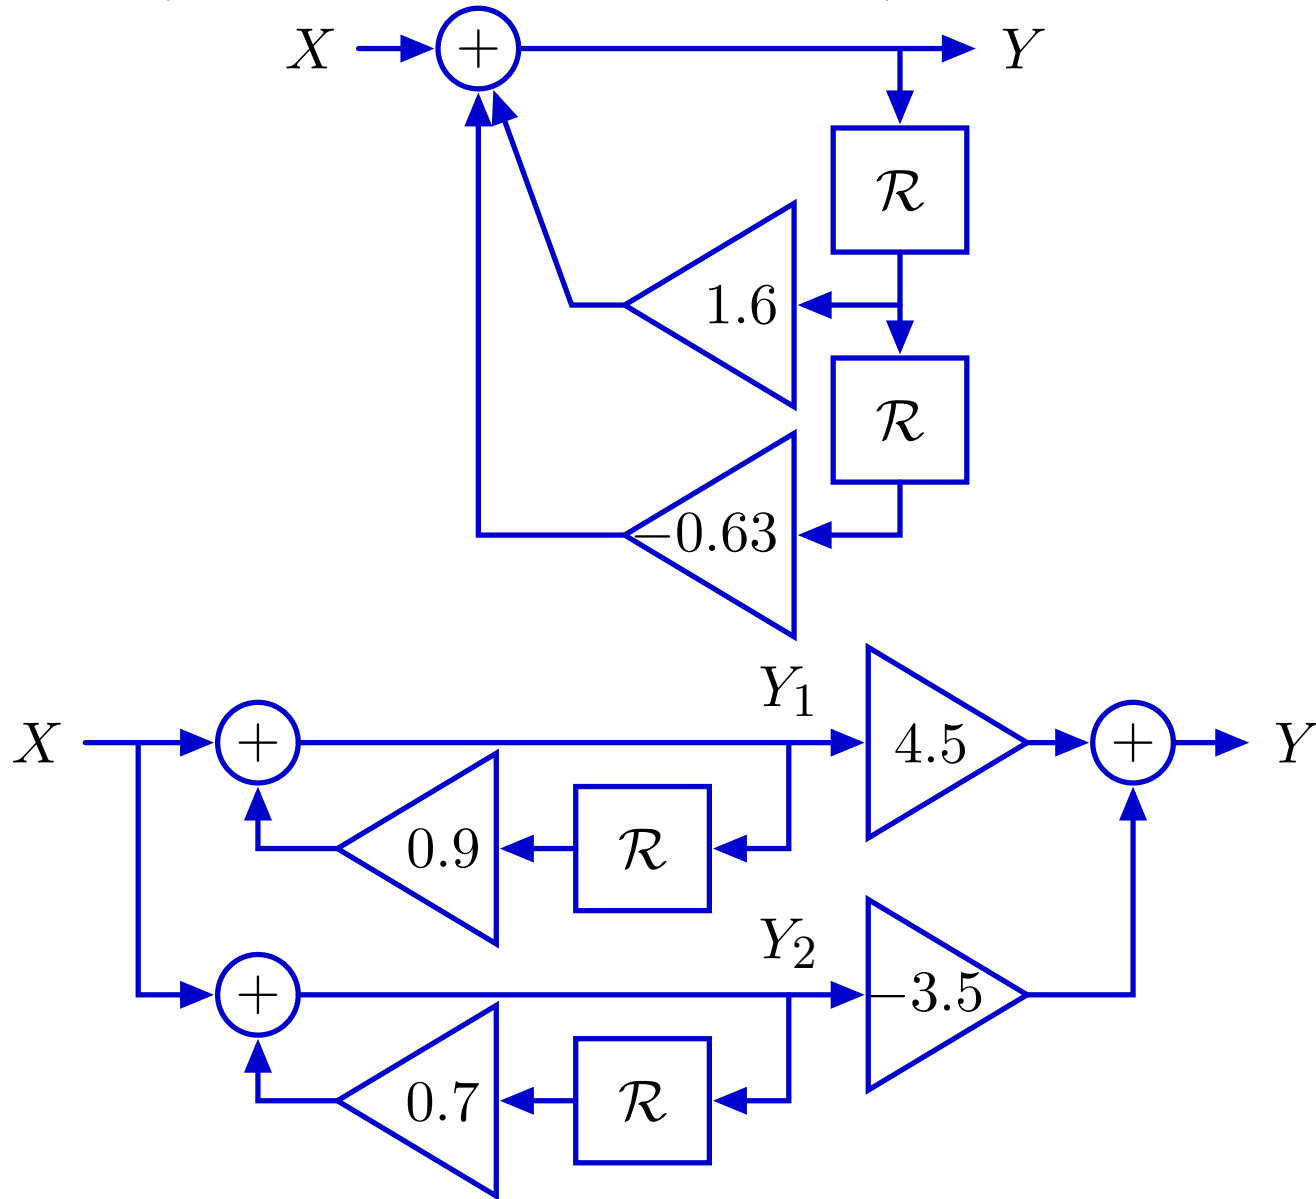 X + Y
R
1.6
R
−0.63
Y₁
X + 4.5 + Y
0.9 R
Y₂
+ −3.5
0.7 R